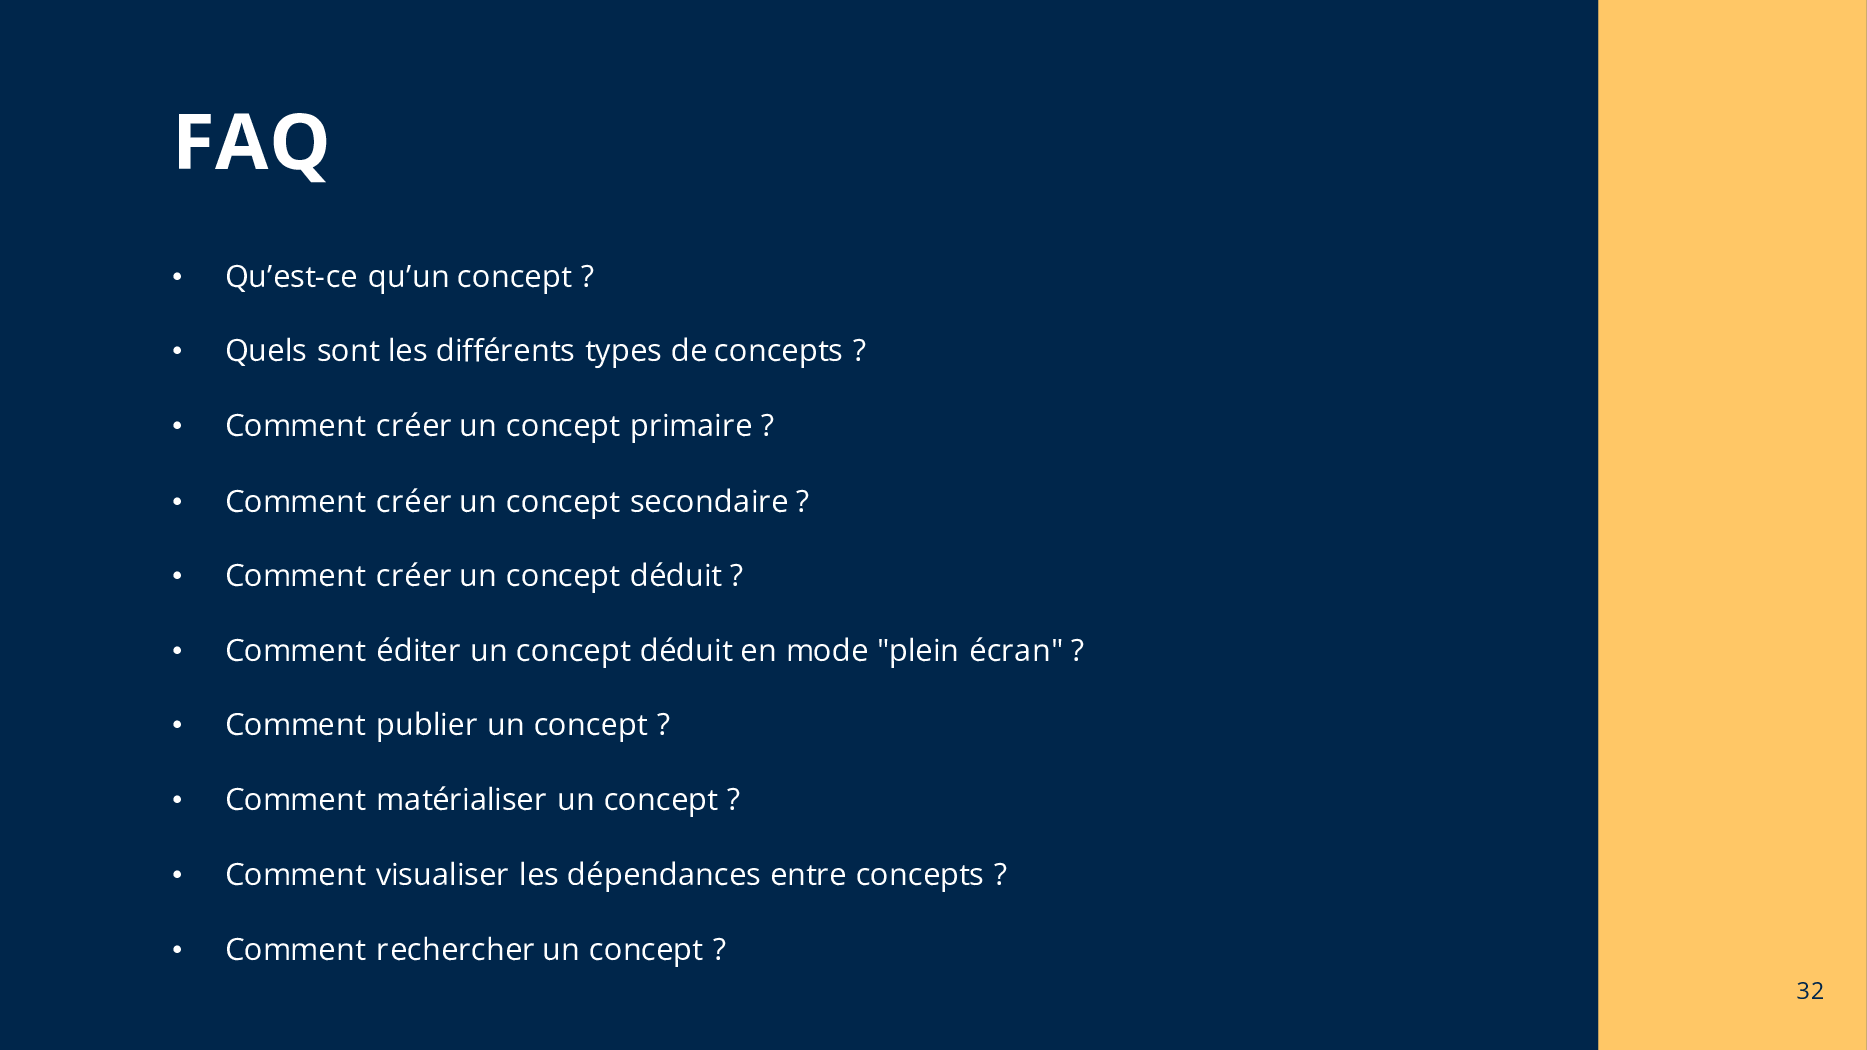 FAQ
• Qu’est-ce qu’un concept ?
• Quels sont les différents types de concepts ?
• Comment créer un concept primaire ?
• Comment créer un concept secondaire ?
• Comment créer un concept déduit ?
• Comment éditer un concept déduit en mode "plein écran" ?
• Comment publier un concept ?
• Comment matérialiser un concept ?
• Comment visualiser les dépendances entre concepts ?
• Comment rechercher un concept ?
32